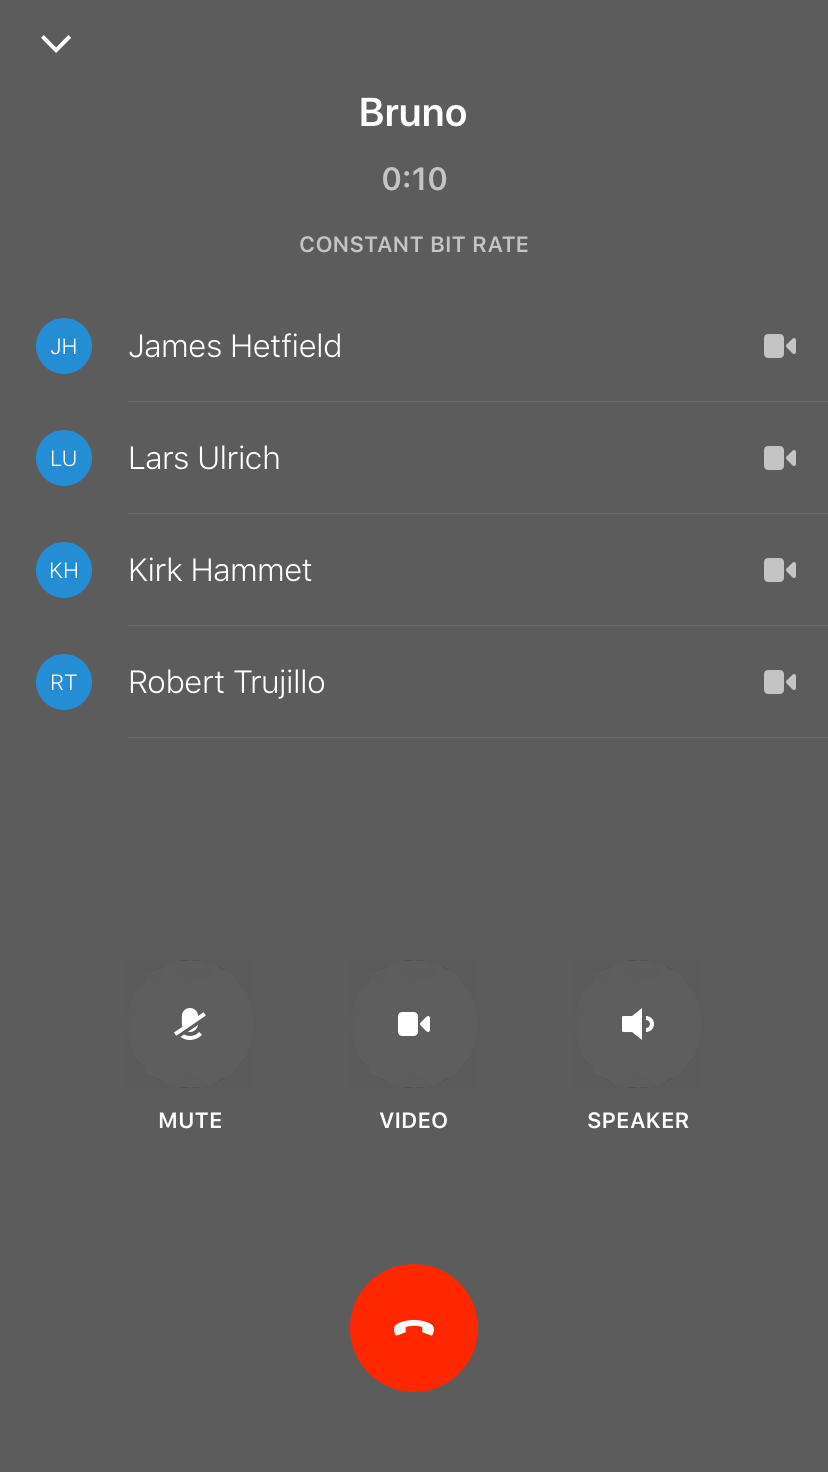 Bruno
0:10
CONSTANT BIT RATE
JH James Hetfield
LU Lars Ulrich
KH Kirk Hammet
RT Robert Trujillo
MUTE VIDEO SPEAKER